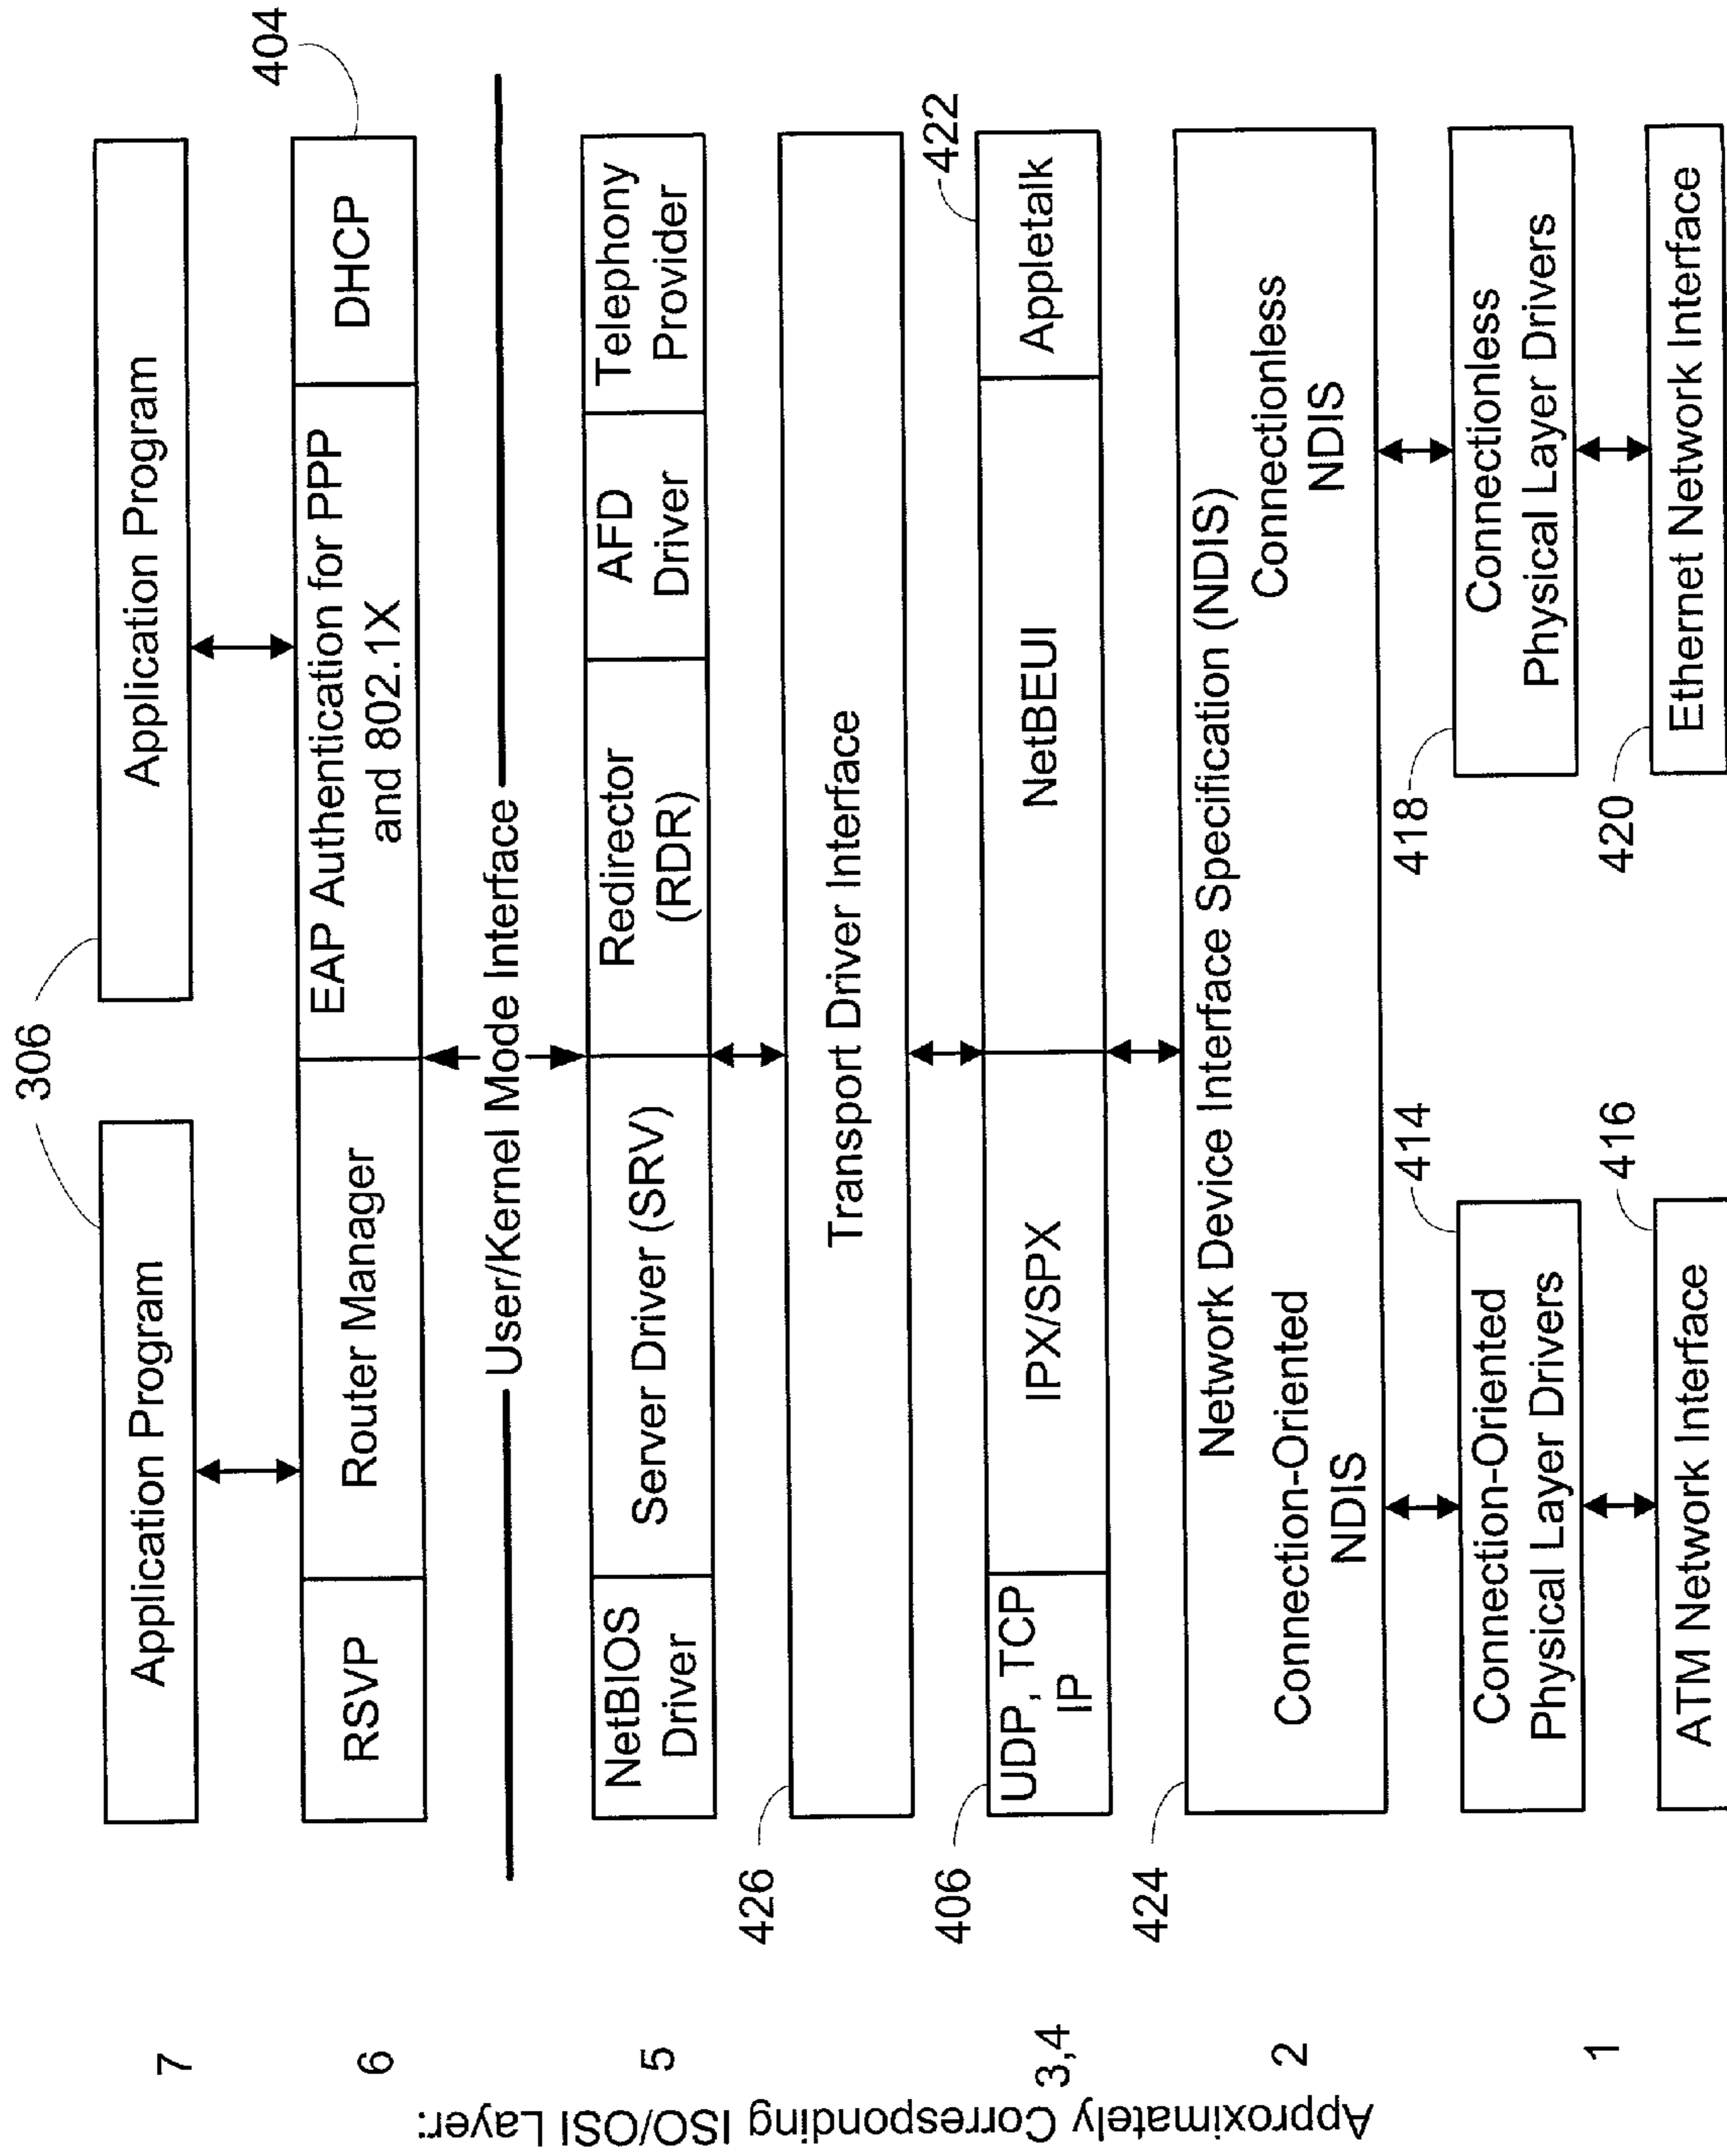 306
Application Program
Application Program
404
RSVP
Router Manager
EAP Authentication for PPP
and 802.1X
DHCP
User/Kernel Mode Interface
NetBIOS
Driver
Server Driver (SRV)
Redirector
(RDR)
AFD
Driver
Telephony
Provider
426
Transport Driver Interface
406
422
UDP, TCP
IP
IPX/SPX
NetBEUI
Appletalk
424
Network Device Interface Specification (NDIS)
Connection-Oriented
NDIS
Connectionless
NDIS
414
Connection-Oriented
Physical Layer Drivers
418
Connectionless
Physical Layer Drivers
416
ATM Network Interface
420
Ethernet Network Interface
Approximately Corresponding ISO/OSI Layer:
7
6
5
3,4
2
1